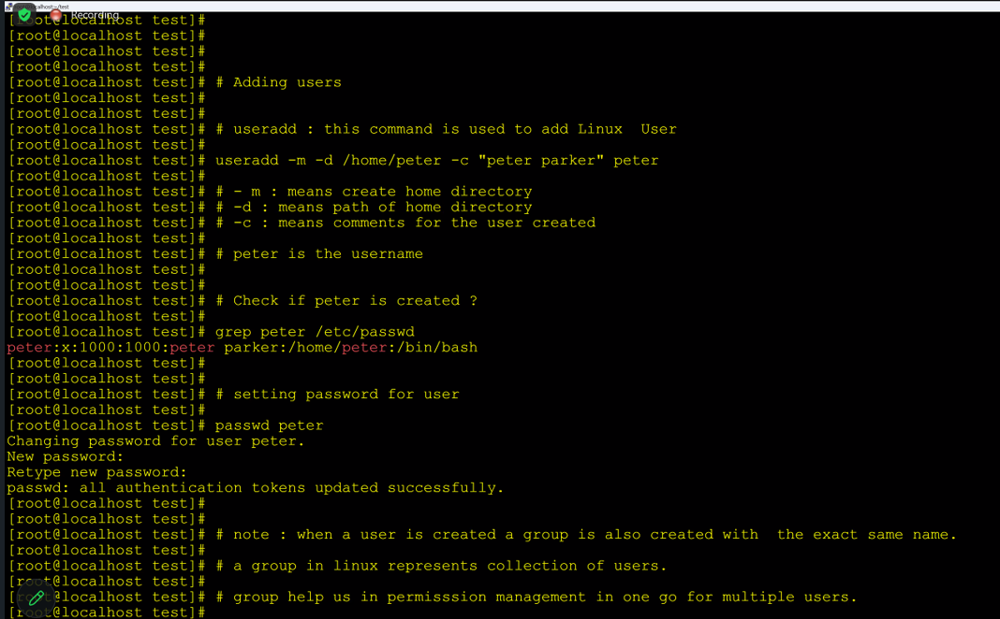 localhost:~/test
Recording
[root@localhost test]#
[root@localhost test]#
[root@localhost test]#
[root@localhost test]#
[root@localhost test]# # Adding users
[root@localhost test]#
[root@localhost test]#
[root@localhost test]# # useradd : this command is used to add Linux  User
[root@localhost test]#
[root@localhost test]# useradd -m -d /home/peter -c "peter parker" peter
[root@localhost test]#
[root@localhost test]# # - m : means create home directory
[root@localhost test]# # -d : means path of home directory
[root@localhost test]# # -c : means comments for the user created
[root@localhost test]#
[root@localhost test]# # peter is the username
[root@localhost test]#
[root@localhost test]#
[root@localhost test]# # Check if peter is created ?
[root@localhost test]#
[root@localhost test]# grep peter /etc/passwd
peter:x:1000:1000:peter parker:/home/peter:/bin/bash
[root@localhost test]#
[root@localhost test]#
[root@localhost test]# # setting password for user
[root@localhost test]#
[root@localhost test]# passwd peter
Changing password for user peter.
New password:
Retype new password:
passwd: all authentication tokens updated successfully.
[root@localhost test]#
[root@localhost test]#
[root@localhost test]# # note : when a user is created a group is also created with  the exact same name.
[root@localhost test]#
[root@localhost test]# # a group in linux represents collection of users.
[root@localhost test]#
[root@localhost test]# # group help us in permisssion management in one go for multiple users.
[root@localhost test]#